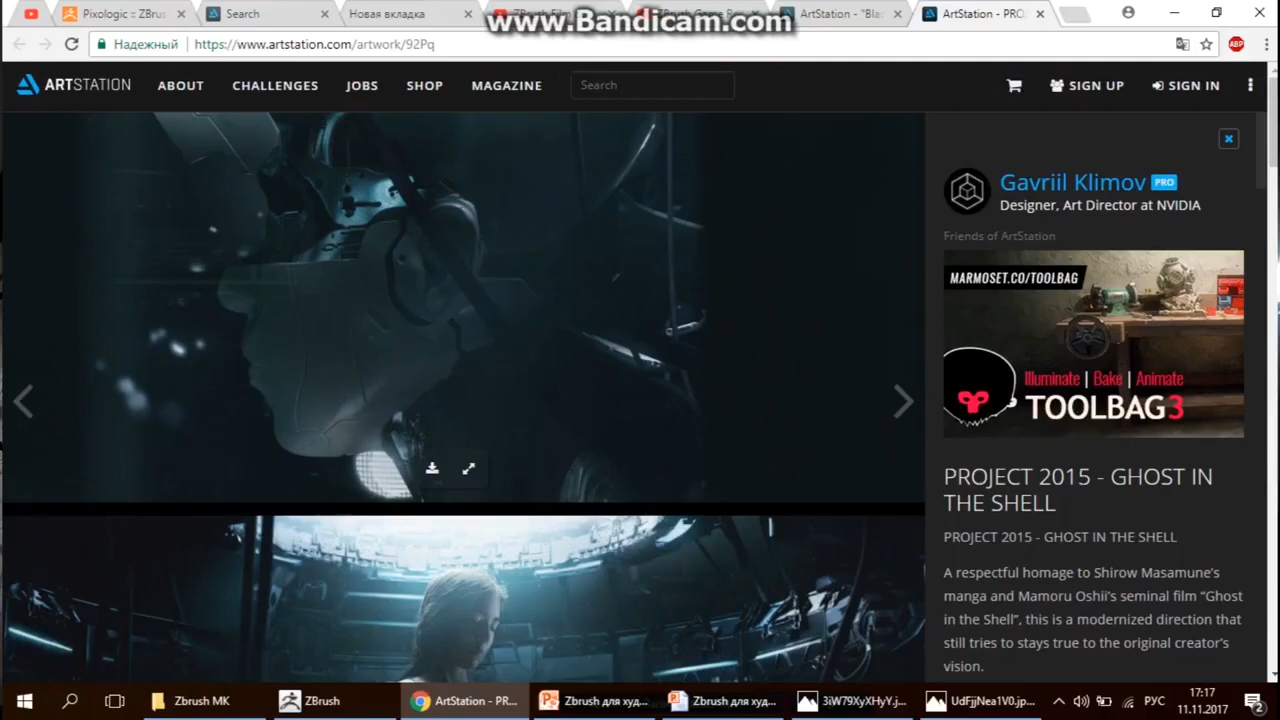 www.Bandicam.com
Pixologic :: ZBrus
Search
Новая вкладка
ArtStation - "Bla
ArtStation - PRO
Надежный
https://www.artstation.com/artwork/92Pq
ABP
ARTSTATION
ABOUT
CHALLENGES
JOBS
SHOP
MAGAZINE
Search
SIGN UP
SIGN IN
Gavriil Klimov PRO
Designer, Art Director at NVIDIA
Friends of ArtStation
MARMOSET.CO/TOOLBAG
Illuminate | Bake | Animate
TOOLBAG 3
PROJECT 2015 - GHOST IN
THE SHELL
PROJECT 2015 - GHOST IN THE SHELL
A respectful homage to Shirow Masamune's
manga and Mamoru Oshii's seminal film “Ghost
in the Shell”, this is a modernized direction that
still tries to stays true to the original creator's
vision.
Zbrush MK
ZBrush
ArtStation - PR...
Zbrush для худ...
Zbrush для худ...
3iW79XyXHyY.j...
UdFjjNea1V0.jp...
РУС
17:17
11.11.2017
2